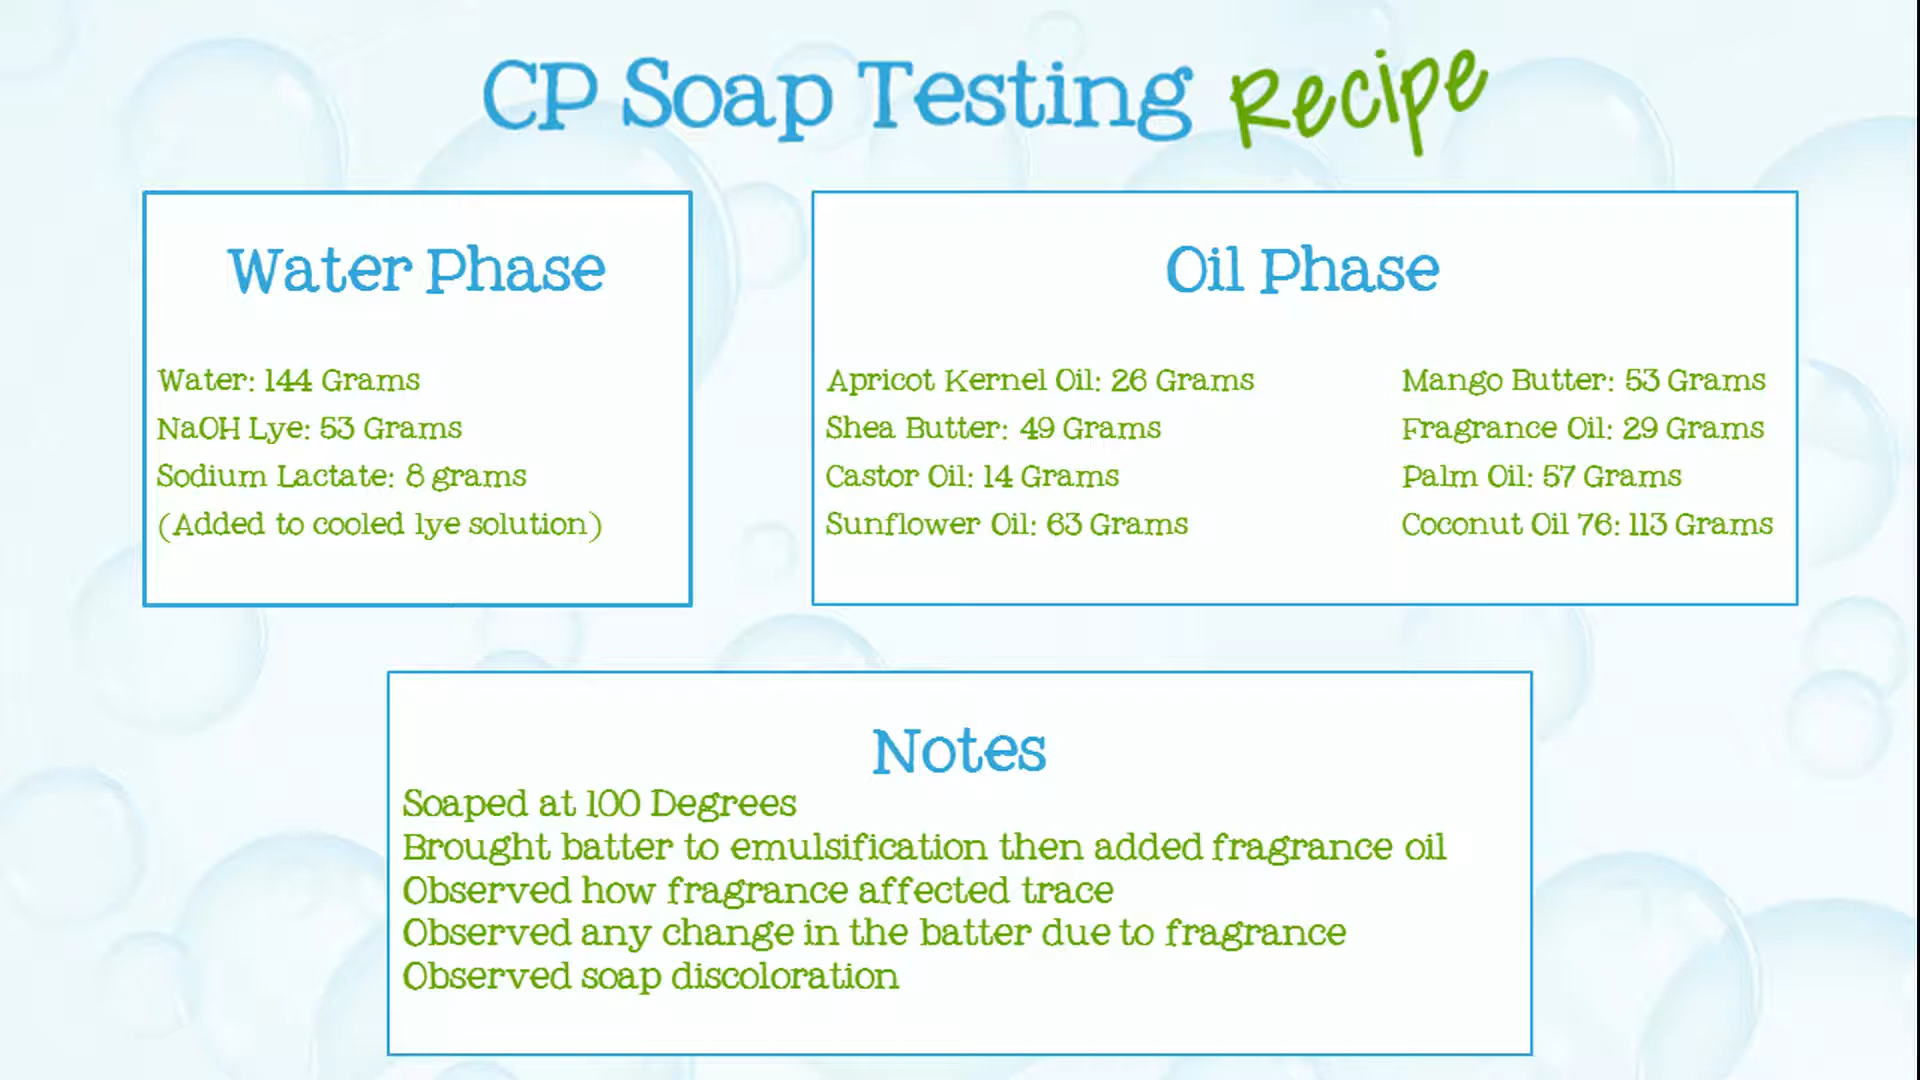 CP Soap Testing Recipe
Water Phase
Water: 144 Grams
NaOH Lye: 53 Grams
Sodium Lactate: 8 grams
(Added to cooled lye solution)
Oil Phase
Apricot Kernel Oil: 26 Grams
Shea Butter: 49 Grams
Castor Oil: 14 Grams
Sunflower Oil: 63 Grams
Mango Butter: 53 Grams
Fragrance Oil: 29 Grams
Palm Oil: 57 Grams
Coconut Oil 76: 113 Grams
Notes
Soaped at 100 Degrees
Brought batter to emulsification then added fragrance oil
Observed how fragrance affected trace
Observed any change in the batter due to fragrance
Observed soap discoloration